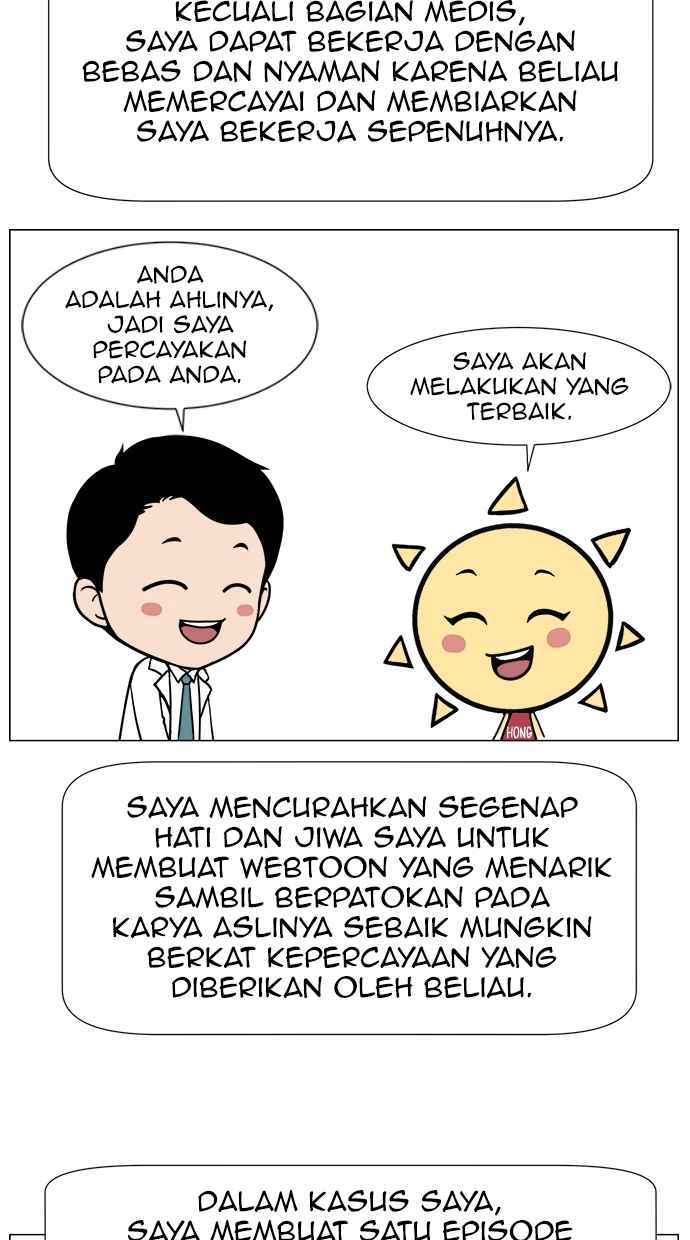 KECUALI BAGIAN MEDIS,
SAYA DAPAT BEKERJA DENGAN
BEBAS DAN NYAMAN KARENA BELIAU
MEMERCAYAI DAN MEMBIARKAN
SAYA BEKERJA SEPENUHNYA.
ANDA
ADALAH AHLINYA,
JADI SAYA
PERCAYAKAN
PADA ANDA.
SAYA AKAN
MELAKUKAN YANG
TERBAIK.
HONG
SAYA MENCURAHKAN SEGENAP
HATI DAN JIWA SAYA UNTUK
MEMBUAT WEBTOON YANG MENARIK
SAMBIL BERPATOKAN PADA
KARYA ASLINYA SEBAIK MUNGKIN
BERKAT KEPERCAYAAN YANG
DIBERIKAN OLEH BELIAU.
DALAM KASUS SAYA,
SAYA MEMBUAT SATU EPISODE